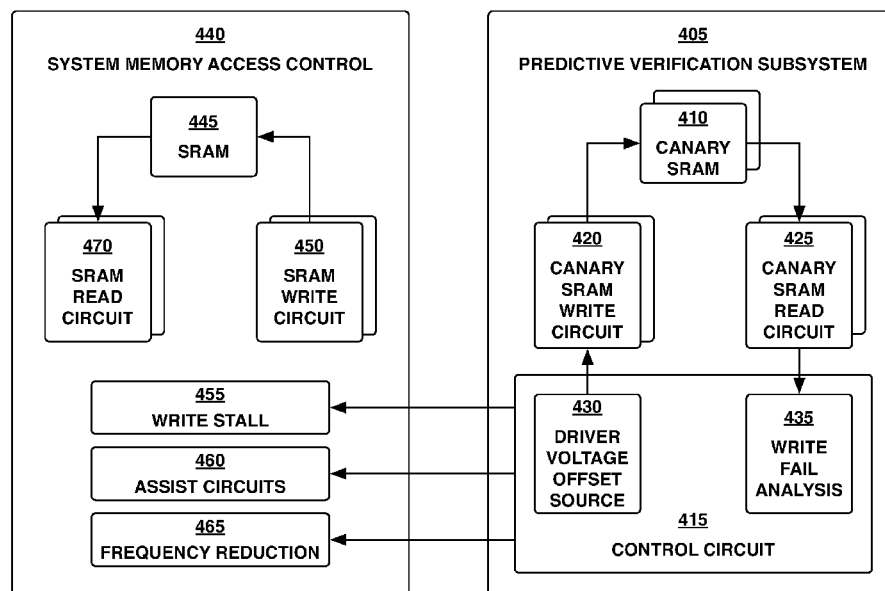 440
SYSTEM MEMORY ACCESS CONTROL
445
SRAM
470
SRAM
READ
CIRCUIT
450
SRAM
WRITE
CIRCUIT
455
WRITE STALL
460
ASSIST CIRCUITS
465
FREQUENCY REDUCTION
405
PREDICTIVE VERIFICATION SUBSYSTEM
410
CANARY
SRAM
420
CANARY
SRAM
WRITE
CIRCUIT
425
CANARY
SRAM
READ
CIRCUIT
430
DRIVER
VOLTAGE
OFFSET
SOURCE
435
WRITE
FAIL
ANALYSIS
415
CONTROL CIRCUIT